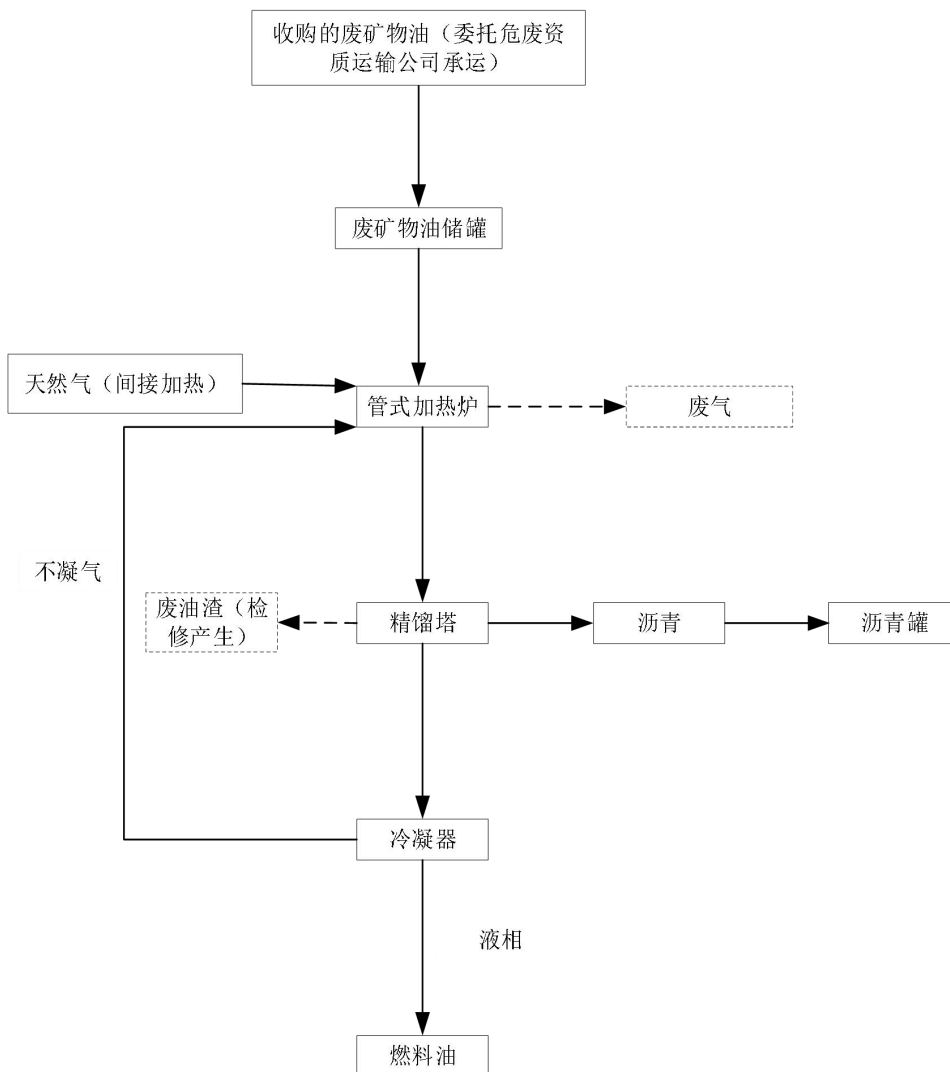 收购的废矿物油（委托危废资
质运输公司承运）
废矿物油储罐
天然气（间接加热）
管式加热炉
废气
不凝气
废油渣（检
修产生）
精馏塔
沥青
沥青罐
冷凝器
液相
燃料油